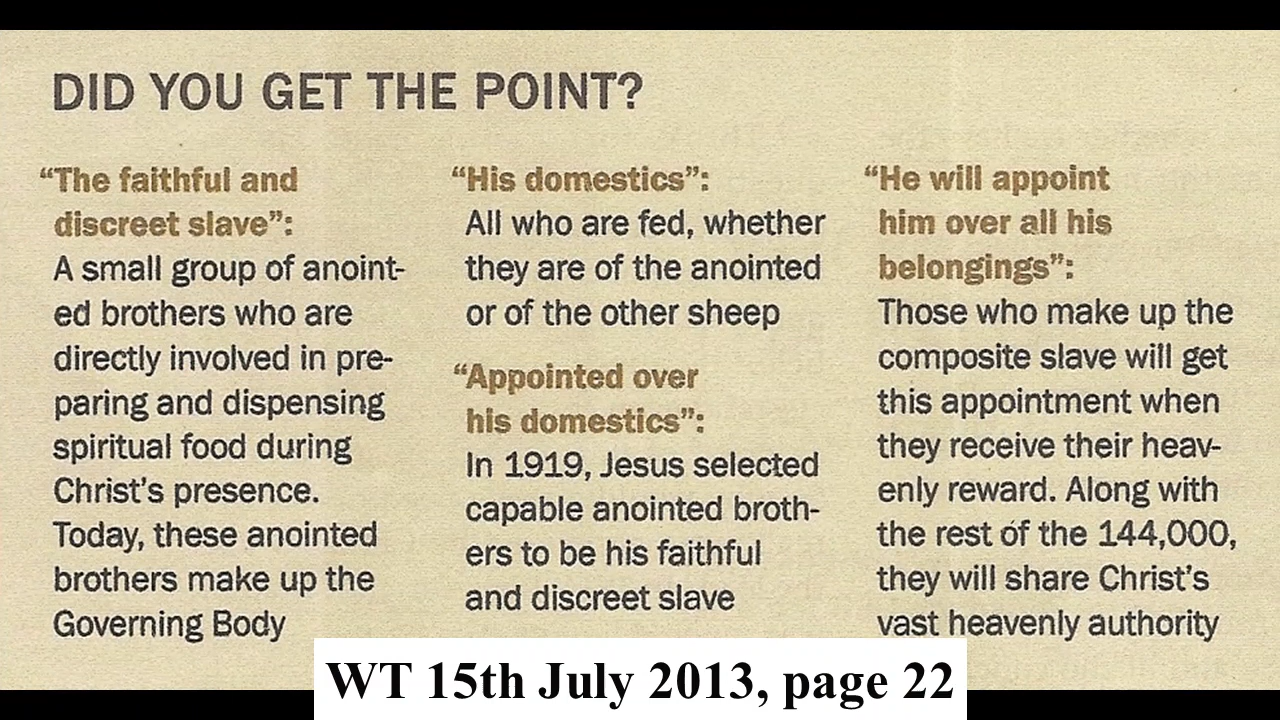 DID YOU GET THE POINT?
“The faithful and
discreet slave”:
A small group of anoint-
ed brothers who are
directly involved in pre-
paring and dispensing
spiritual food during
Christ’s presence.
Today, these anointed
brothers make up the
Governing Body
“His domestics”:
All who are fed, whether
they are of the anointed
or of the other sheep
“Appointed over
his domestics”:
In 1919, Jesus selected
capable anointed broth-
ers to be his faithful
and discreet slave
“He will appoint
him over all his
belongings”:
Those who make up the
composite slave will get
this appointment when
they receive their heav-
enly reward. Along with
the rest of the 144,000,
they will share Christ’s
vast heavenly authority
WT 15th July 2013, page 22